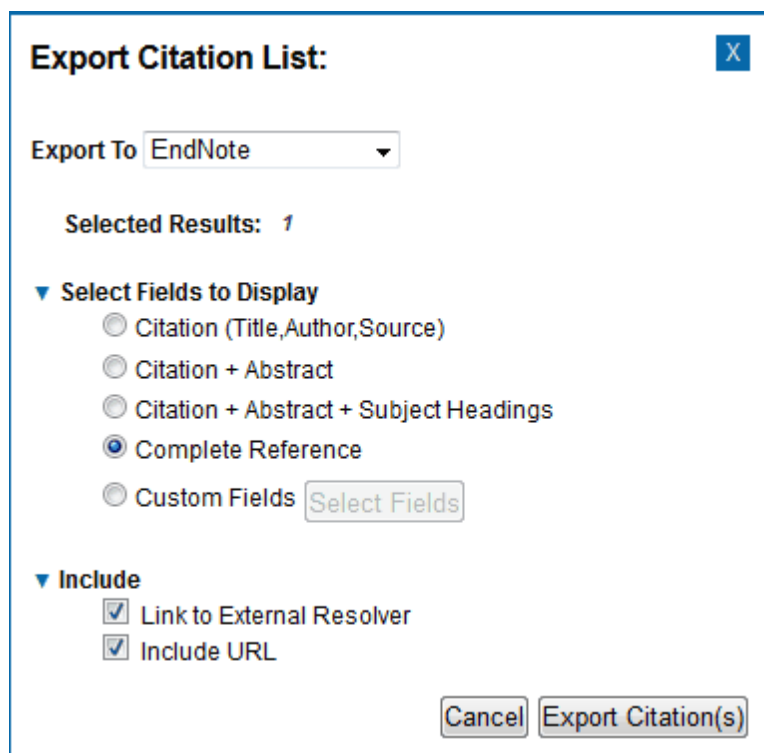 Export Citation List:
X
Export To EndNote
Selected Results: 1
Select Fields to Display
Citation (Title,Author,Source)
Citation + Abstract
Citation + Abstract + Subject Headings
Complete Reference
Custom Fields Select Fields
Include
Link to External Resolver
Include URL
Cancel Export Citation(s)